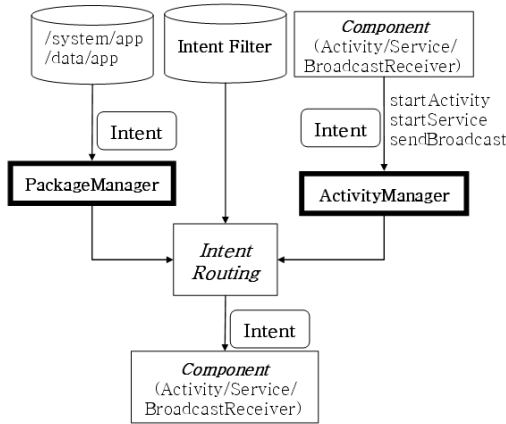 /system/app
/data/app
Intent Filter
Component
(Activity/Service/
BroadcastReceiver)
Intent
Intent
startActivity
startService
sendBroadcast
PackageManager
ActivityManager
Intent
Routing
Intent
Component
(Activity/Service/
BroadcastReceiver)